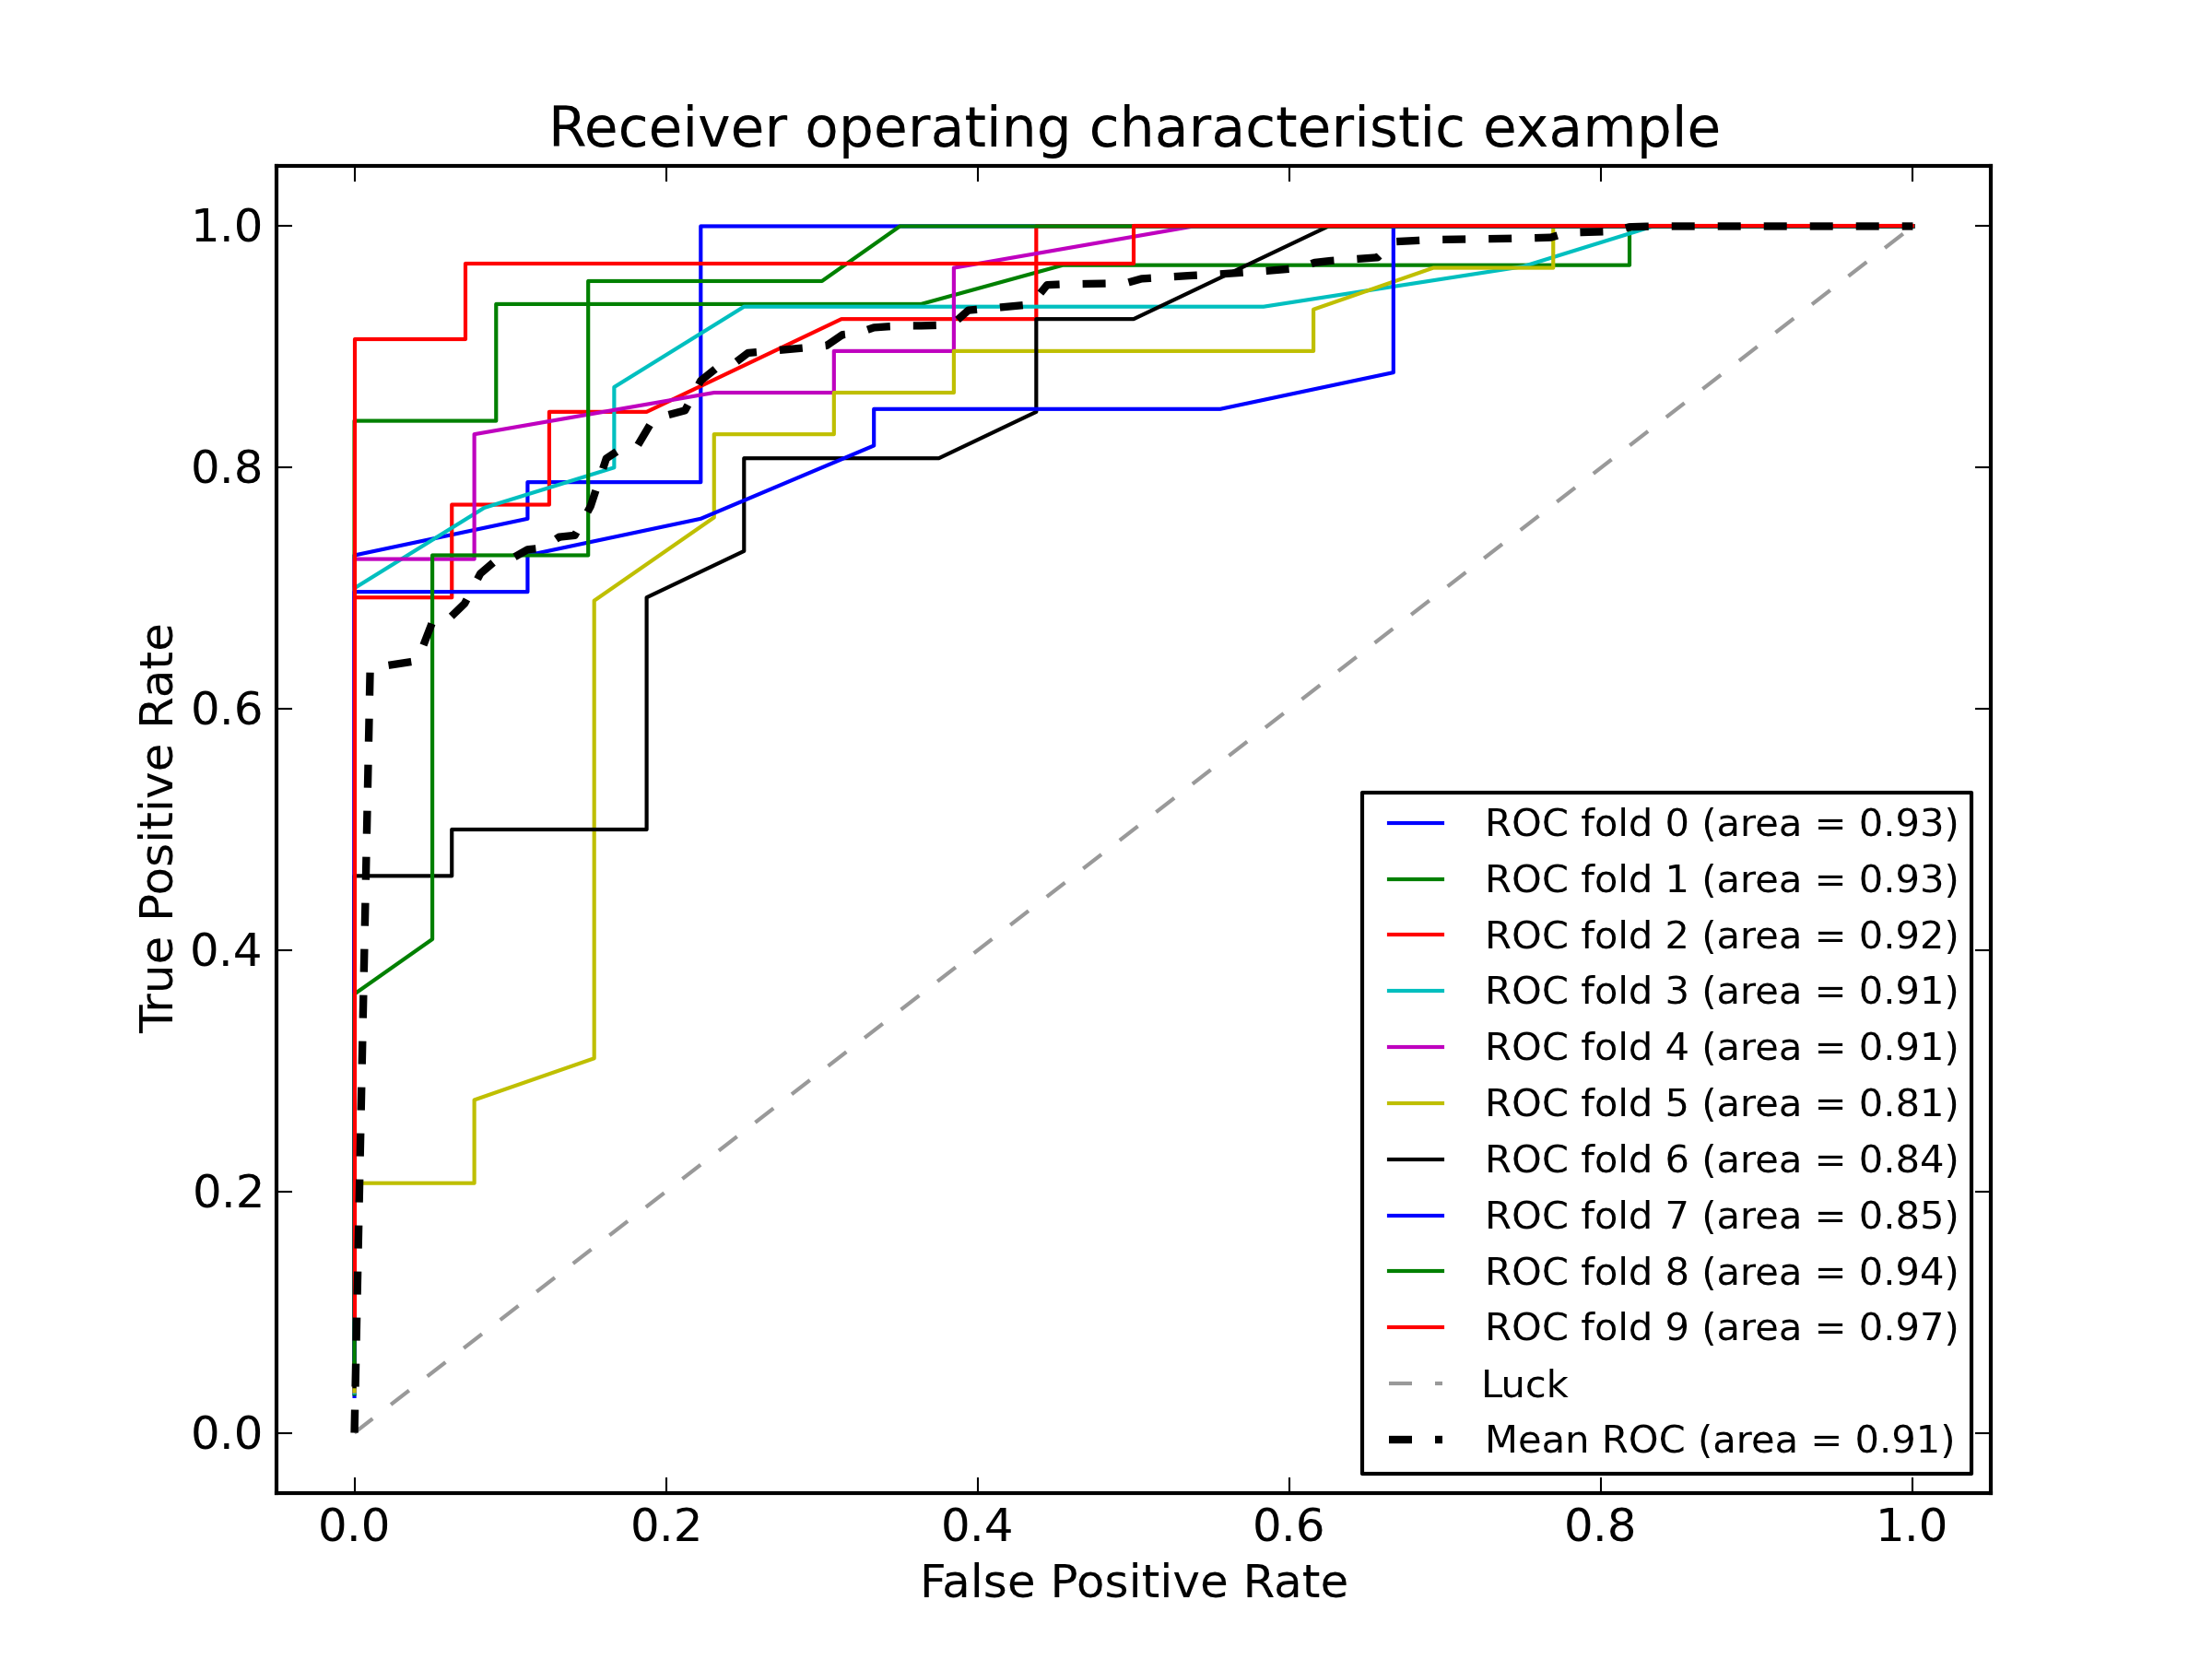 Receiver operating characteristic example
1.0
0.8
0.6
0.4
0.2
0.0
True Positive Rate
ROC fold 0 (area = 0.93)
ROC fold 1 (area = 0.93)
ROC fold 2 (area = 0.92)
ROC fold 3 (area = 0.91)
ROC fold 4 (area = 0.91)
ROC fold 5 (area = 0.81)
ROC fold 6 (area = 0.84)
ROC fold 7 (area = 0.85)
ROC fold 8 (area = 0.94)
ROC fold 9 (area = 0.97)
Luck
Mean ROC (area = 0.91)
0.0 0.2 0.4 0.6 0.8 1.0
False Positive Rate